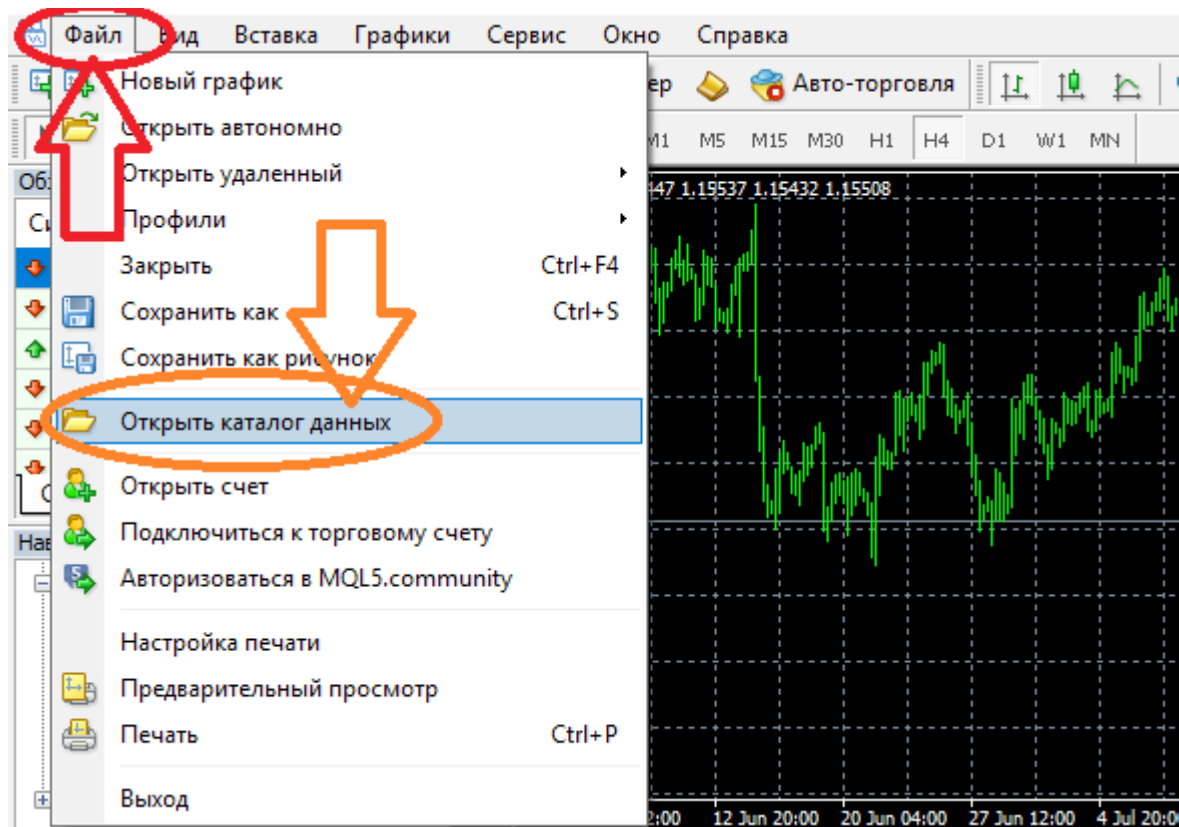 Файл Вид Вставка Графики Сервис Окно Справка
Новый график
Авто-торговля
Открыть автономно
M5 M15 M30 H1 H4 D1 W1 MN
Открыть удаленный
1.15537 1.15432 1.15508
Профили
Закрыть Ctrl+F4
Сохранить как Ctrl+S
Сохранить как рисунок
Открыть каталог данных
Открыть счет
Подключиться к торговому счету
Авторизоваться в MQL5.community
Настройка печати
Предварительный просмотр
Печать Ctrl+P
Выход
12 Jun 20:00 20 Jun 04:00 27 Jun 12:00 4 Jul 20:00